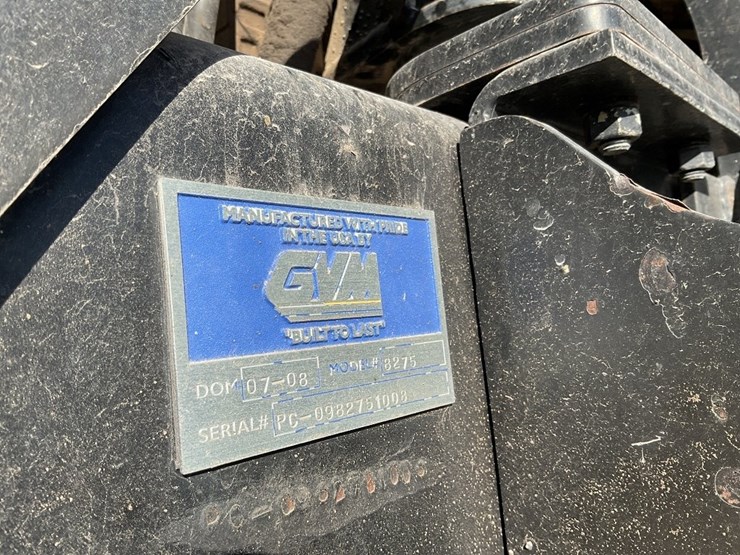 MANUFACTURED WITH PRIDE
IN THE USA BY
GVM
"BUILT TO LAST"
DOM 07-08 MODEL# 8275
SERIAL# PC-0982751008